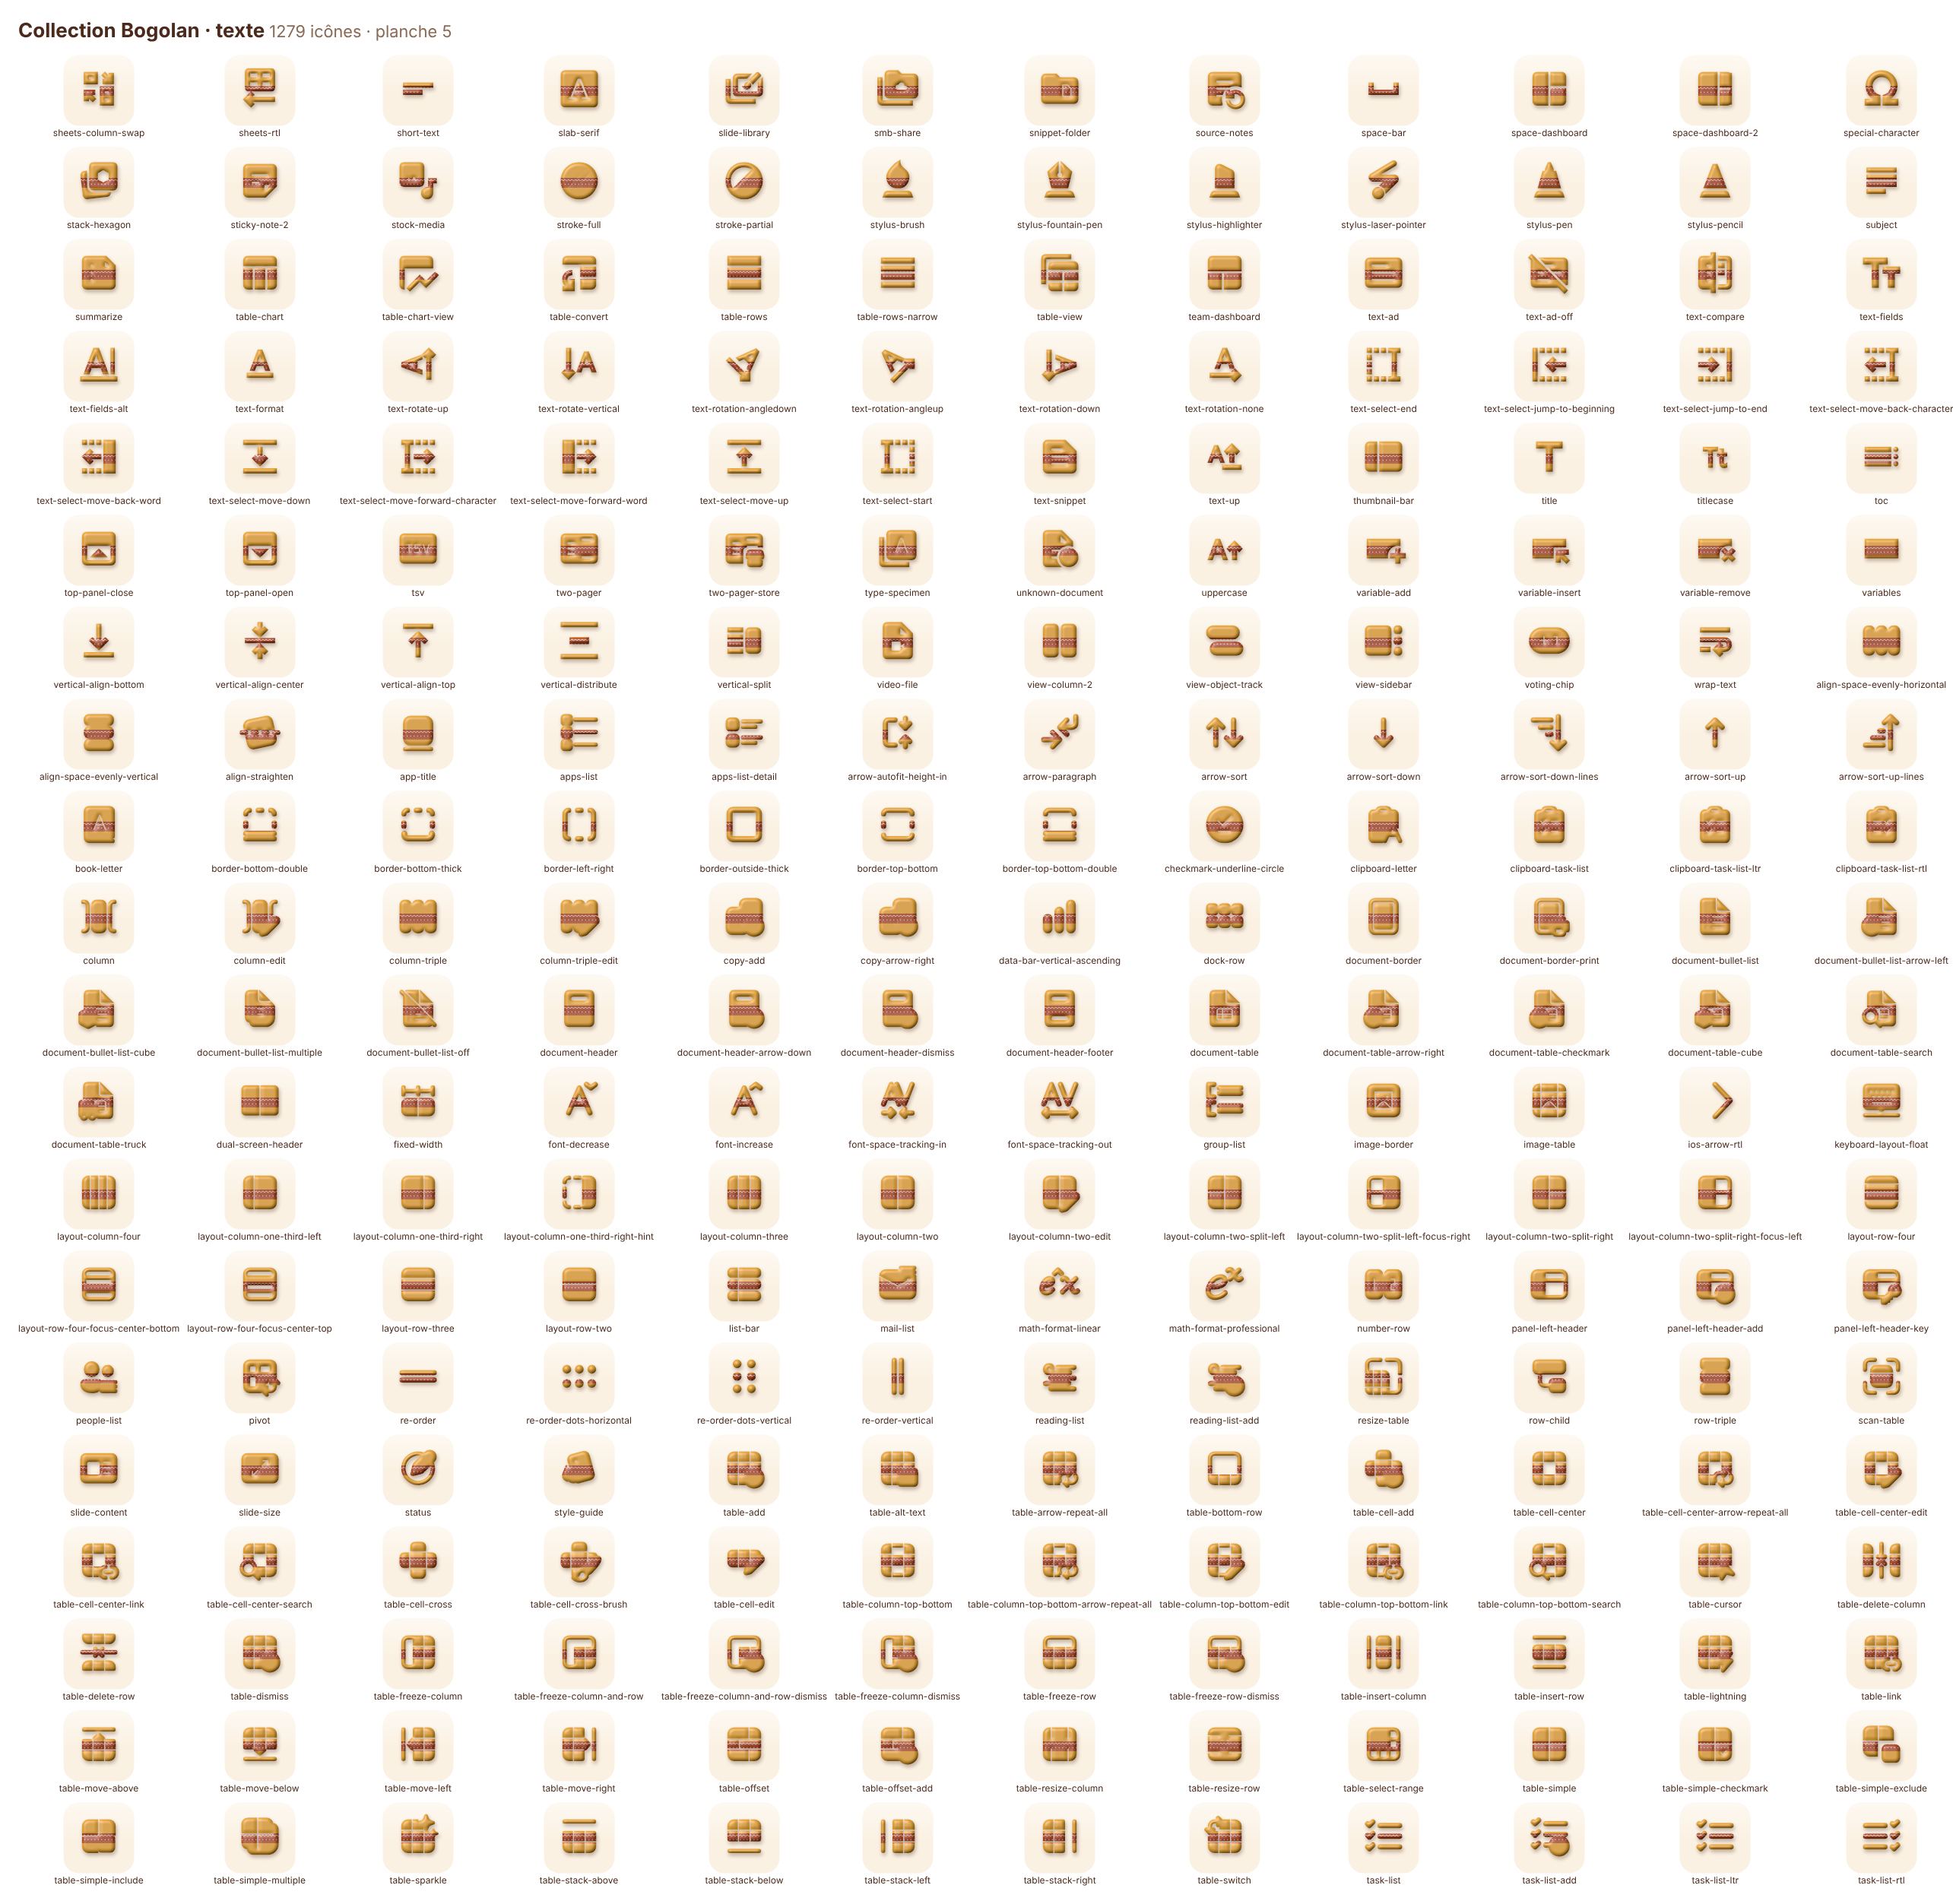 Collection Bogolan · texte 1279 icônes · planche 5
sheets-column-swap sheets-rtl short-text slab-serif slide-library smb-share snippet-folder source-notes space-bar space-dashboard space-dashboard-2 special-character
stack-hexagon sticky-note-2 stock-media stroke-full stroke-partial stylus-brush stylus-fountain-pen stylus-highlighter stylus-laser-pointer stylus-pen stylus-pencil subject
summarize table-chart table-chart-view table-convert table-rows table-rows-narrow table-view team-dashboard text-ad text-ad-off text-compare text-fields
text-fields-alt text-format text-rotate-up text-rotate-vertical text-rotation-angledown text-rotation-angleup text-rotation-down text-rotation-none text-select-end text-select-jump-to-beginning text-select-jump-to-end text-select-move-back-character
text-select-move-back-word text-select-move-down text-select-move-forward-character text-select-move-forward-word text-select-move-up text-select-start text-snippet text-up thumbnail-bar title titlecase toc
top-panel-close top-panel-open tsv two-pager two-pager-store type-specimen unknown-document uppercase variable-add variable-insert variable-remove variables
vertical-align-bottom vertical-align-center vertical-align-top vertical-distribute vertical-split video-file view-column-2 view-object-track view-sidebar voting-chip wrap-text align-space-evenly-horizontal
align-space-evenly-vertical align-straighten app-title apps-list apps-list-detail arrow-autofit-height-in arrow-paragraph arrow-sort arrow-sort-down arrow-sort-down-lines arrow-sort-up arrow-sort-up-lines
book-letter border-bottom-double border-bottom-thick border-left-right border-outside-thick border-top-bottom border-top-bottom-double checkmark-underline-circle clipboard-letter clipboard-task-list clipboard-task-list-ltr clipboard-task-list-rtl
column column-edit column-triple column-triple-edit copy-add copy-arrow-right data-bar-vertical-ascending dock-row document-border document-border-print document-bullet-list document-bullet-list-arrow-left
document-bullet-list-cube document-bullet-list-multiple document-bullet-list-off document-header document-header-arrow-down document-header-dismiss document-header-footer document-table document-table-arrow-right document-table-checkmark document-table-cube document-table-search
document-table-truck dual-screen-header fixed-width font-decrease font-increase font-space-tracking-in font-space-tracking-out group-list image-border image-table ios-arrow-rtl keyboard-layout-float
layout-column-four layout-column-one-third-left layout-column-one-third-right layout-column-one-third-right-hint layout-column-three layout-column-two layout-column-two-edit layout-column-two-split-left layout-column-two-split-left-focus-right layout-column-two-split-right layout-column-two-split-right-focus-left layout-row-four
layout-row-four-focus-center-bottom layout-row-four-focus-center-top layout-row-three layout-row-two list-bar mail-list math-format-linear math-format-professional number-row panel-left-header panel-left-header-add panel-left-header-key
people-list pivot re-order re-order-dots-horizontal re-order-dots-vertical re-order-vertical reading-list reading-list-add resize-table row-child row-triple scan-table
slide-content slide-size status style-guide table-add table-alt-text table-arrow-repeat-all table-bottom-row table-cell-add table-cell-center table-cell-center-arrow-repeat-all table-cell-center-edit
table-cell-center-link table-cell-center-search table-cell-cross table-cell-cross-brush table-cell-edit table-column-top-bottom table-column-top-bottom-arrow-repeat-all table-column-top-bottom-edit table-column-top-bottom-link table-column-top-bottom-search table-cursor table-delete-column
table-delete-row table-dismiss table-freeze-column table-freeze-column-and-row table-freeze-column-and-row-dismiss table-freeze-column-dismiss table-freeze-row table-freeze-row-dismiss table-insert-column table-insert-row table-lightning table-link
table-move-above table-move-below table-move-left table-move-right table-offset table-offset-add table-resize-column table-resize-row table-select-range table-simple table-simple-checkmark table-simple-exclude
table-simple-include table-simple-multiple table-sparkle table-stack-above table-stack-below table-stack-left table-stack-right table-switch task-list task-list-add task-list-ltr task-list-rtl